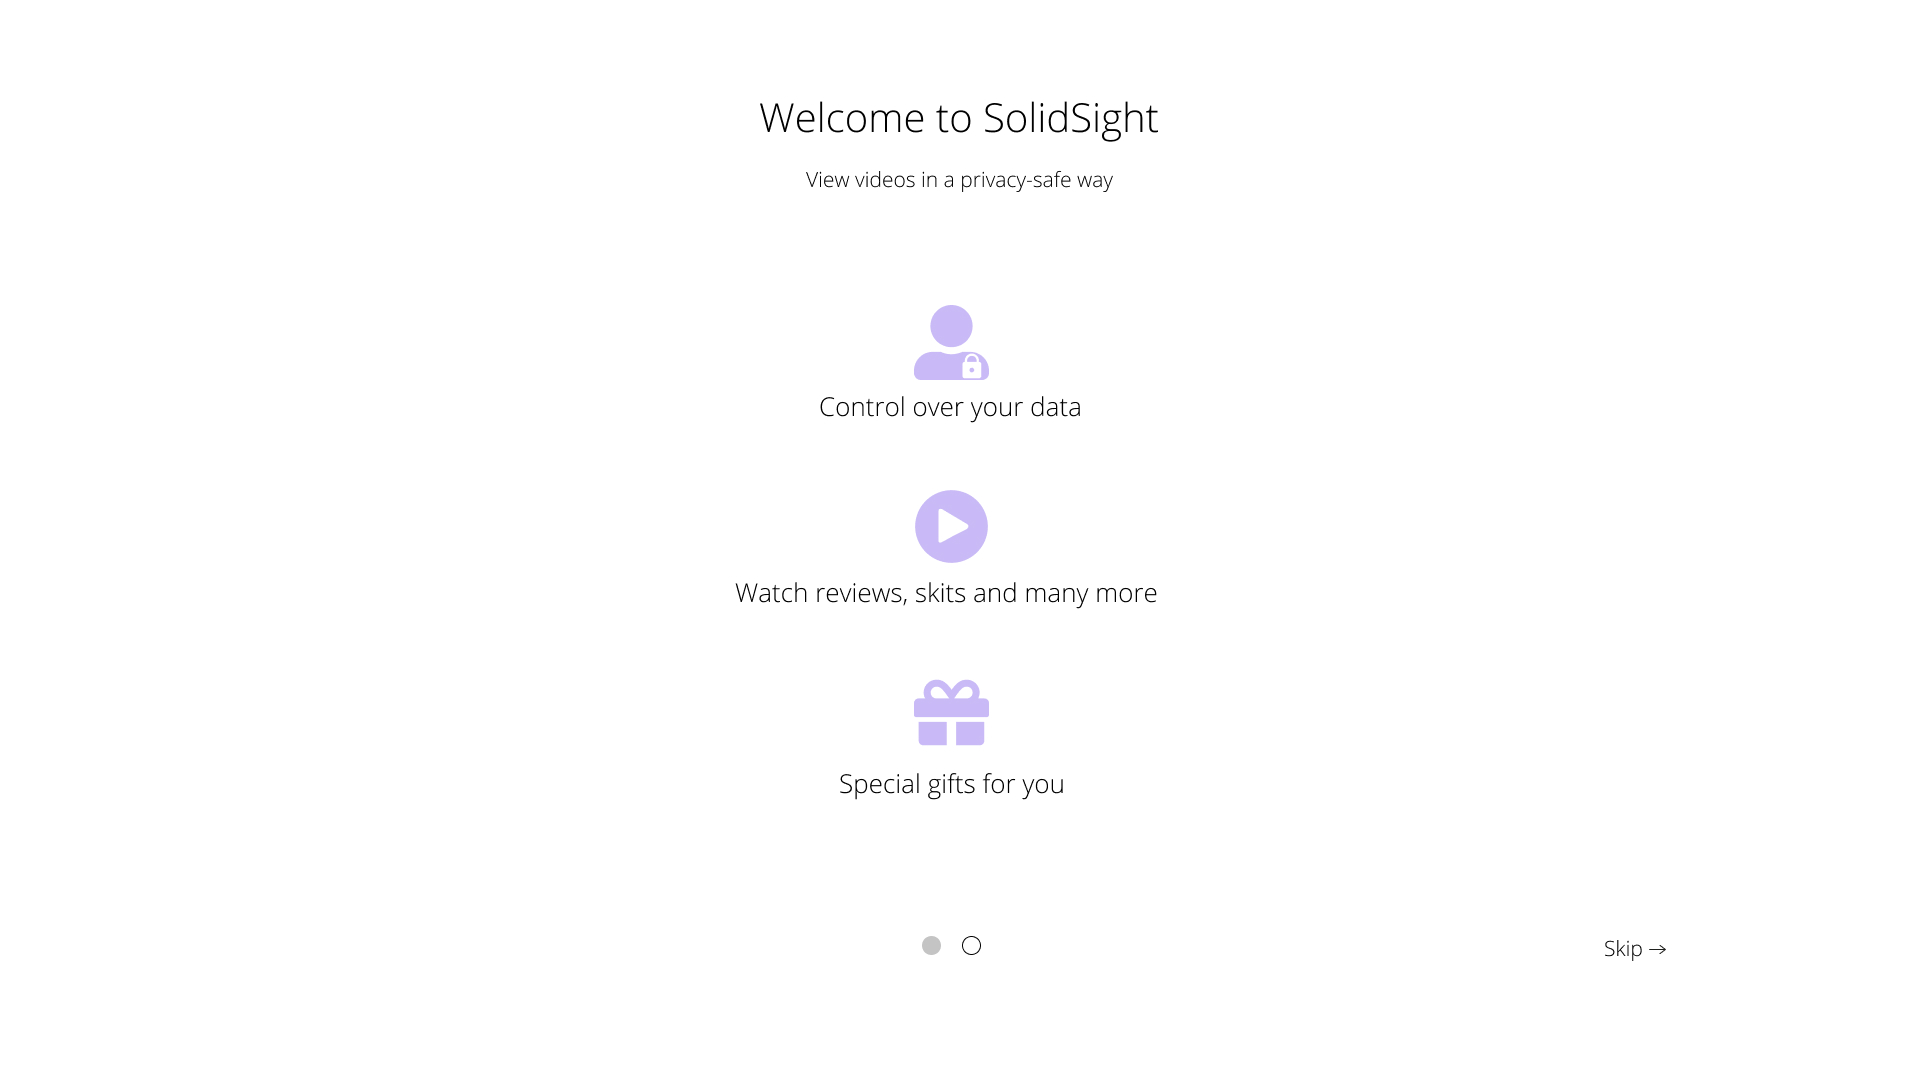 Welcome to SolidSight
View videos in a privacy-safe way
Control over your data
Watch reviews, skits and many more
Special gifts for you
Skip →